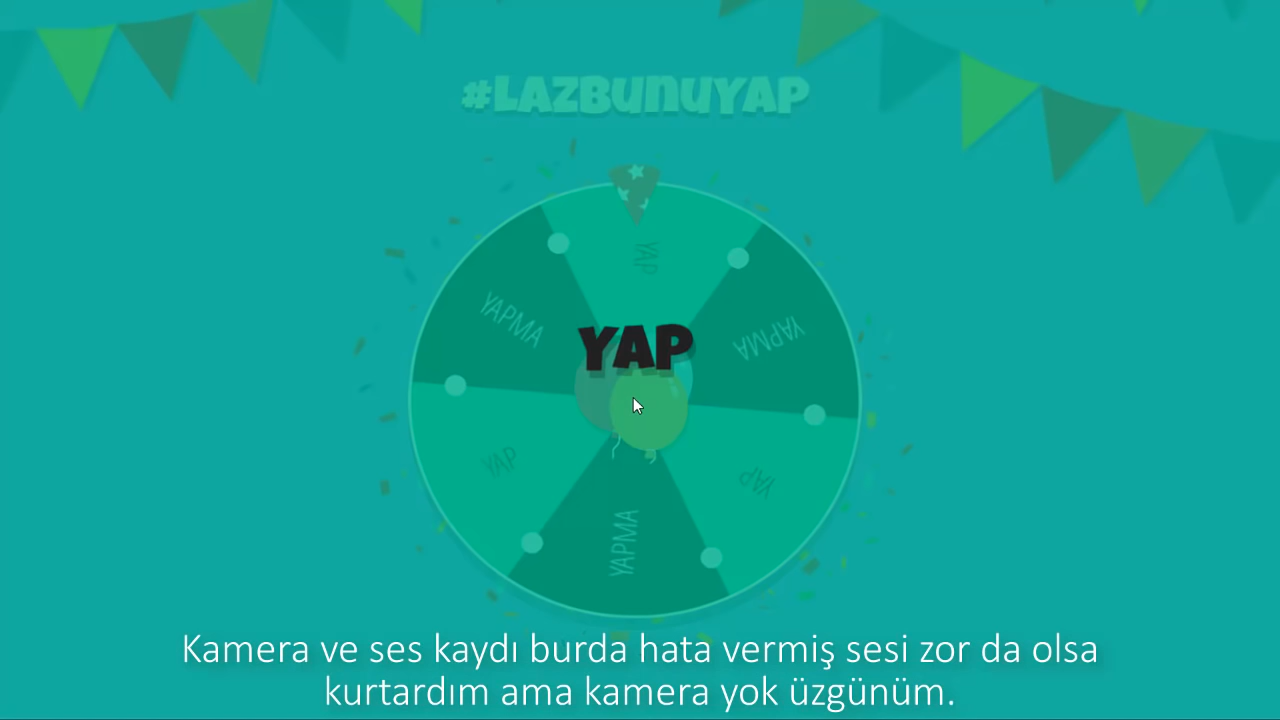 #LAZBUNUYAP
YAP
YAPMA
YAPMA
YAP
YAP
YAP
YAPMA
Kamera ve ses kaydı burda hata vermiş sesi zor da olsa
kurtardım ama kamera yok üzgünüm.